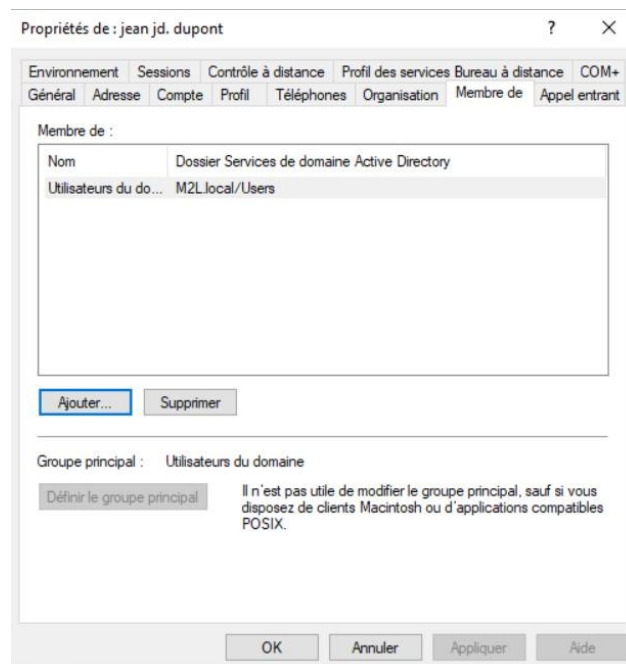 Propriétés de : jean jd. dupont ? ×
Environnement Sessions Contrôle à distance Profil des services Bureau à distance COM+
Général Adresse Compte Profil Téléphones Organisation Membre de Appel entrant
Membre de :
Nom Dossier Services de domaine Active Directory
Utilisateurs du do... M2L.local/Users
Ajouter... Supprimer
Groupe principal : Utilisateurs du domaine
Définir le groupe principal
Il n'est pas utile de modifier le groupe principal, sauf si vous
disposez de clients Macintosh ou d'applications compatibles
POSIX.
OK Annuler Appliquer Aide